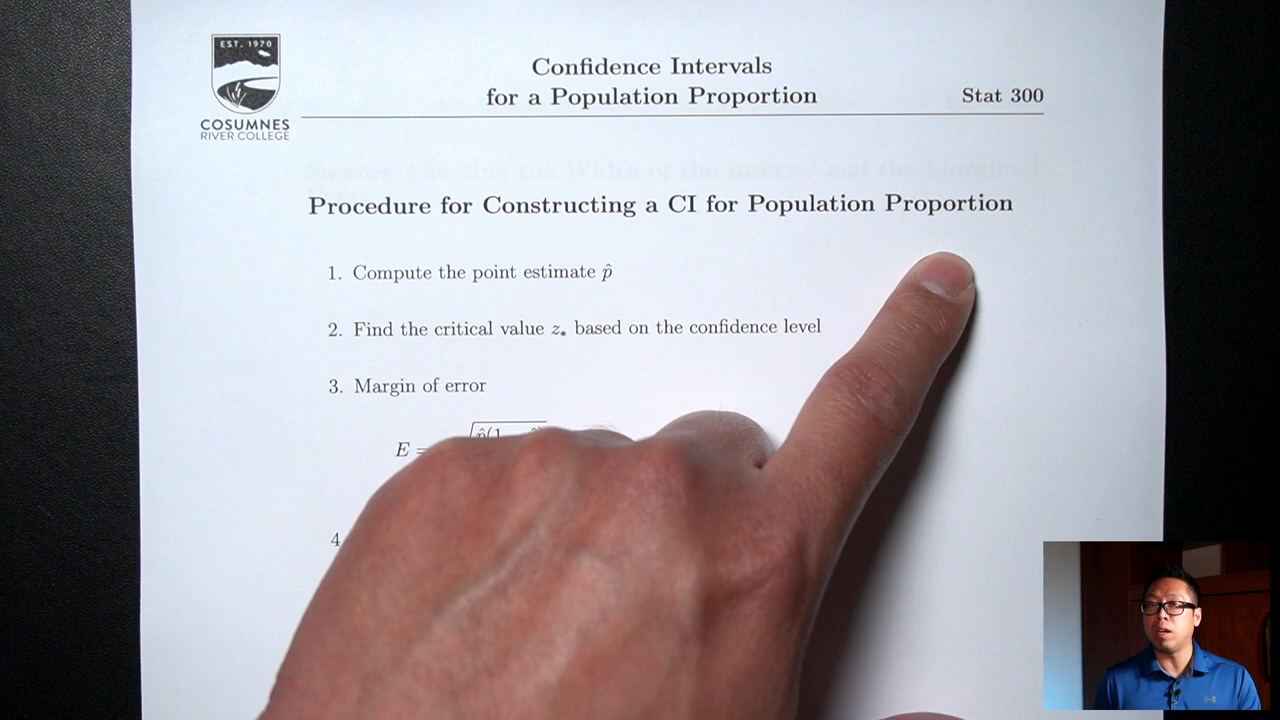 EST. 1970
COSUMNES
RIVER COLLEGE
Confidence Intervals
for a Population Proportion
Stat 300
Procedure for Constructing a CI for Population Proportion
1. Compute the point estimate p̂
2. Find the critical value z* based on the confidence level
3. Margin of error
E =
4